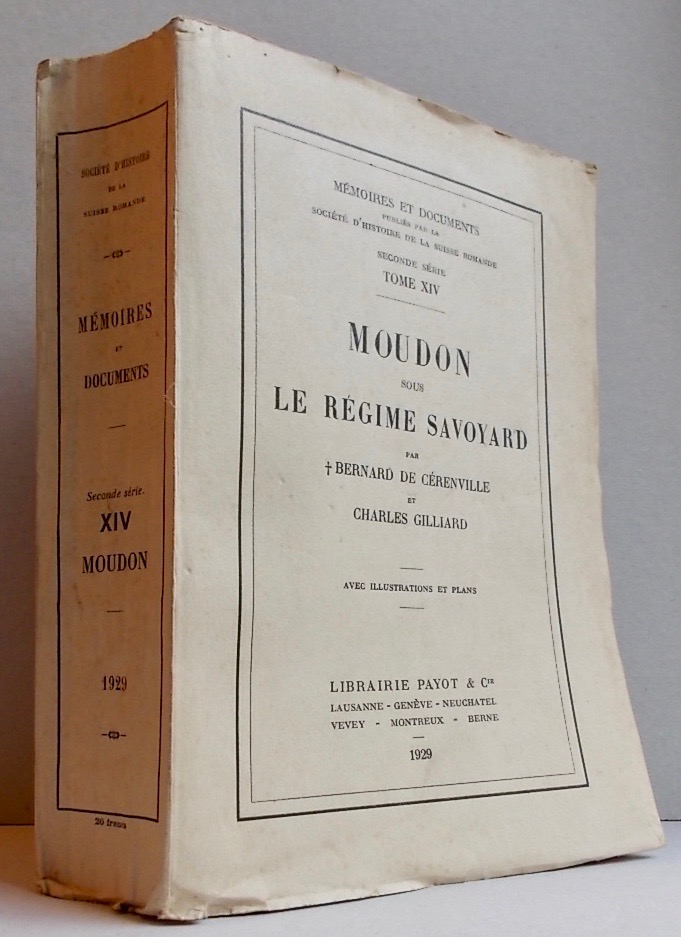 SOCIÉTÉ D'HISTOIRE
DE LA
SUISSE ROMANDE
MÉMOIRES
ET
DOCUMENTS
Seconde série.
XIV
MOUDON
1929
20 francs
MÉMOIRES ET DOCUMENTS
PUBLIÉS PAR LA
SOCIÉTÉ D'HISTOIRE DE LA SUISSE ROMANDE
SECONDE SÉRIE
TOME XIV
MOUDON
SOUS
LE RÉGIME SAVOYARD
PAR
† BERNARD DE CÉRENVILLE
ET
CHARLES GILLIARD
AVEC ILLUSTRATIONS ET PLANS
LIBRAIRIE PAYOT & Cie
LAUSANNE - GENÈVE - NEUCHATEL
VEVEY - MONTREUX - BERNE
1929